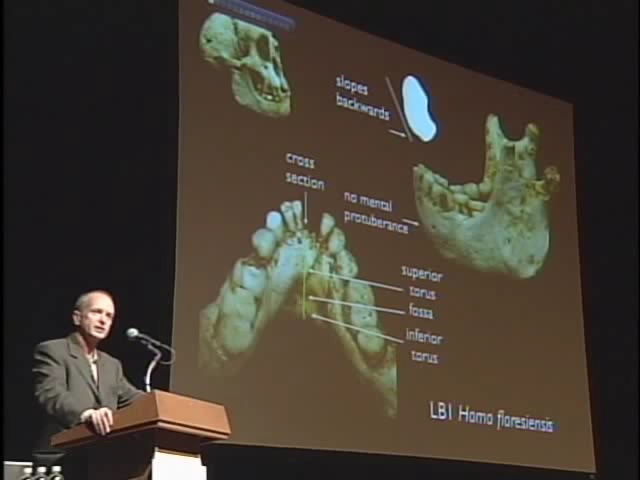 slopes
backwards
cross
section
no mental
protuberance
superior
torus
fossa
inferior
torus
LB1 Homo floresiensis